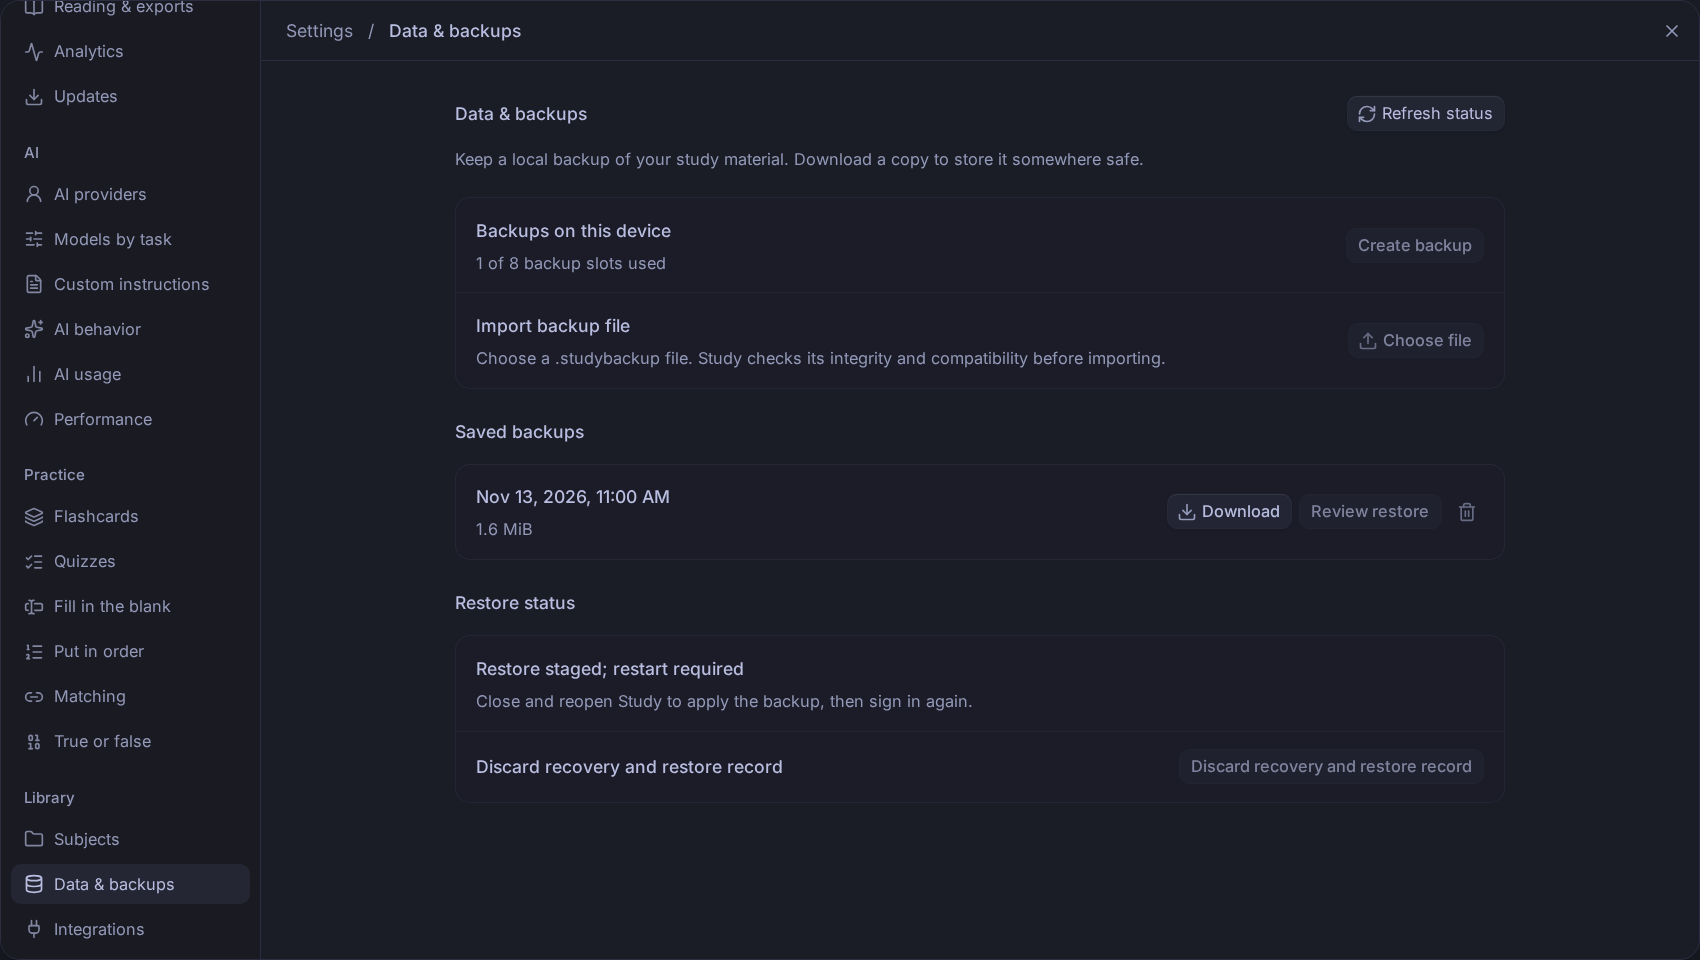 Reading & exports
Analytics
Updates
AI
AI providers
Models by task
Custom instructions
AI behavior
AI usage
Performance
Practice
Flashcards
Quizzes
Fill in the blank
Put in order
Matching
True or false
Library
Subjects
Data & backups
Integrations
Settings / Data & backups
Data & backups
Refresh status
Keep a local backup of your study material. Download a copy to store it somewhere safe.
Backups on this device
1 of 8 backup slots used
Create backup
Import backup file
Choose a .studybackup file. Study checks its integrity and compatibility before importing.
Choose file
Saved backups
Nov 13, 2026, 11:00 AM
1.6 MiB
Download
Review restore
Restore status
Restore staged; restart required
Close and reopen Study to apply the backup, then sign in again.
Discard recovery and restore record
Discard recovery and restore record